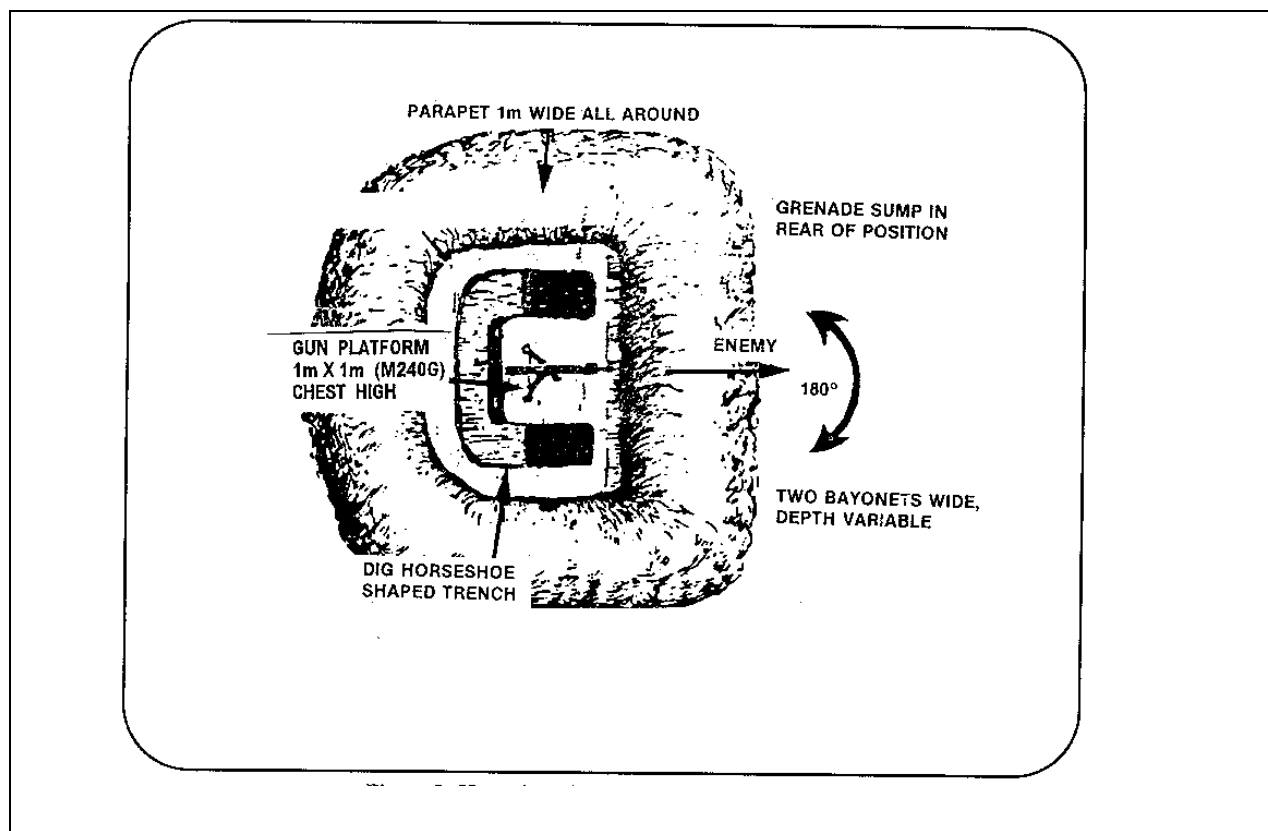 PARAPET 1m WIDE ALL AROUND
GRENADE SUMP IN
REAR OF POSITION
GUN PLATFORM
1m X 1m (M240G)
CHEST HIGH
ENEMY
180°
TWO BAYONETS WIDE,
DEPTH VARIABLE
DIG HORSESHOE
SHAPED TRENCH